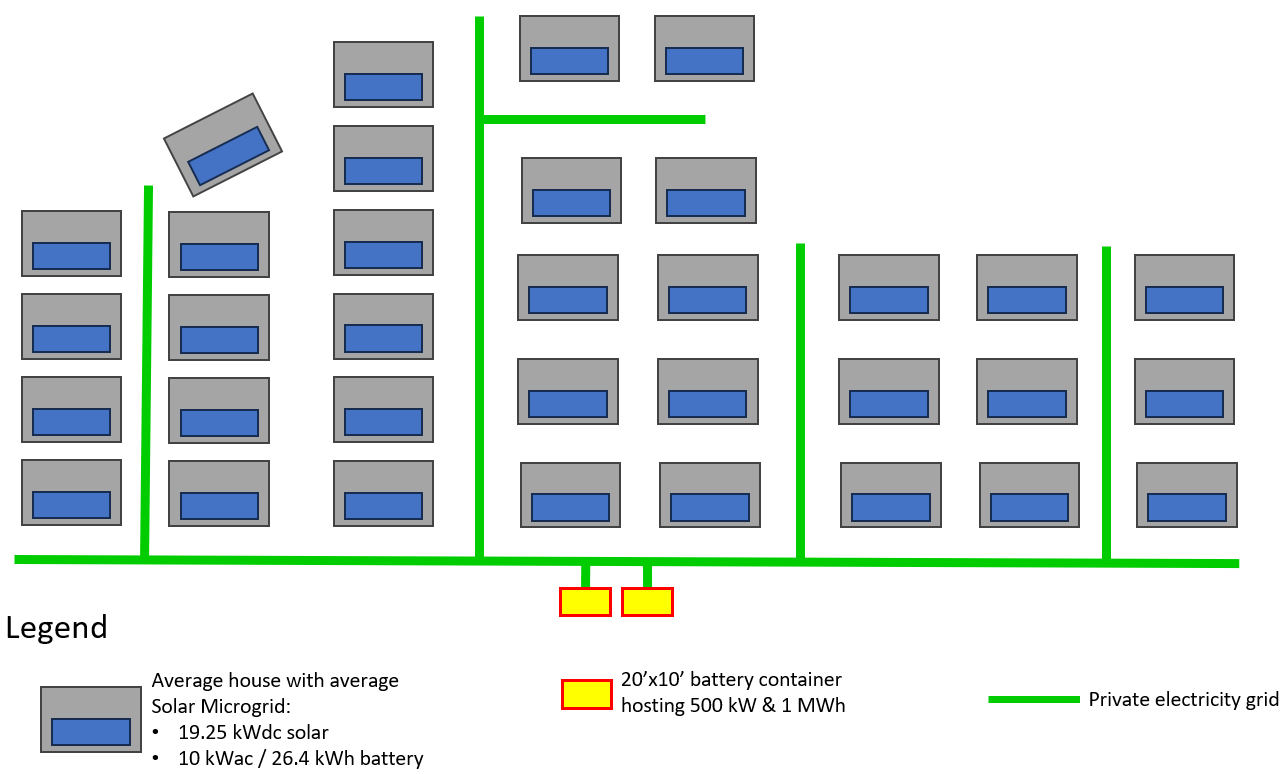 Legend
Average house with average
Solar Microgrid:
• 19.25 kWdc solar
• 10 kWac / 26.4 kWh battery
20’x10’ battery container
hosting 500 kW & 1 MWh
Private electricity grid